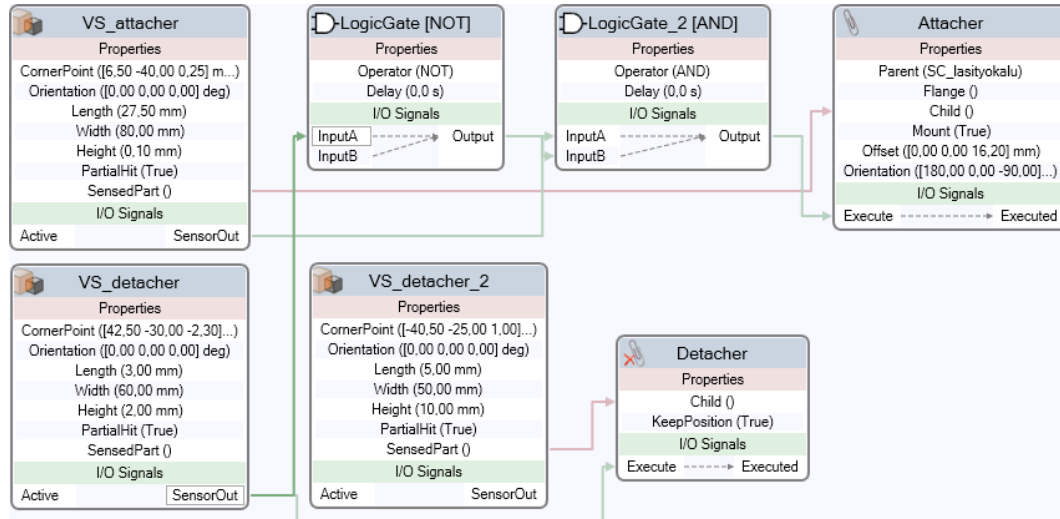 VS_attacher
Properties
CornerPoint ([6,50 -40,00 0,25] m...)
Orientation ([0,00 0,00 0,00] deg)
Length (27,50 mm)
Width (80,00 mm)
Height (0,10 mm)
PartialHit (True)
SensedPart ()
I/O Signals
Active SensorOut
LogicGate [NOT]
Properties
Operator (NOT)
Delay (0,0 s)
I/O Signals
InputA Output
InputB
LogicGate_2 [AND]
Properties
Operator (AND)
Delay (0,0 s)
I/O Signals
InputA Output
InputB
Attacher
Properties
Parent (SC_lasityokalu)
Flange ()
Child ()
Mount (True)
Offset ([0,00 0,00 16,20] mm)
Orientation ([180,00 0,00 -90,00]...)
I/O Signals
Execute Executed
VS_detacher
Properties
CornerPoint ([42,50 -30,00 -2,30]...)
Orientation ([0,00 0,00 0,00] deg)
Length (3,00 mm)
Width (60,00 mm)
Height (2,00 mm)
PartialHit (True)
SensedPart ()
I/O Signals
Active SensorOut
VS_detacher_2
Properties
CornerPoint ([-40,50 -25,00 1,00]...)
Orientation ([0,00 0,00 0,00] deg)
Length (5,00 mm)
Width (50,00 mm)
Height (10,00 mm)
PartialHit (True)
SensedPart ()
I/O Signals
Active SensorOut
Detacher
Properties
Child ()
KeepPosition (True)
I/O Signals
Execute Executed